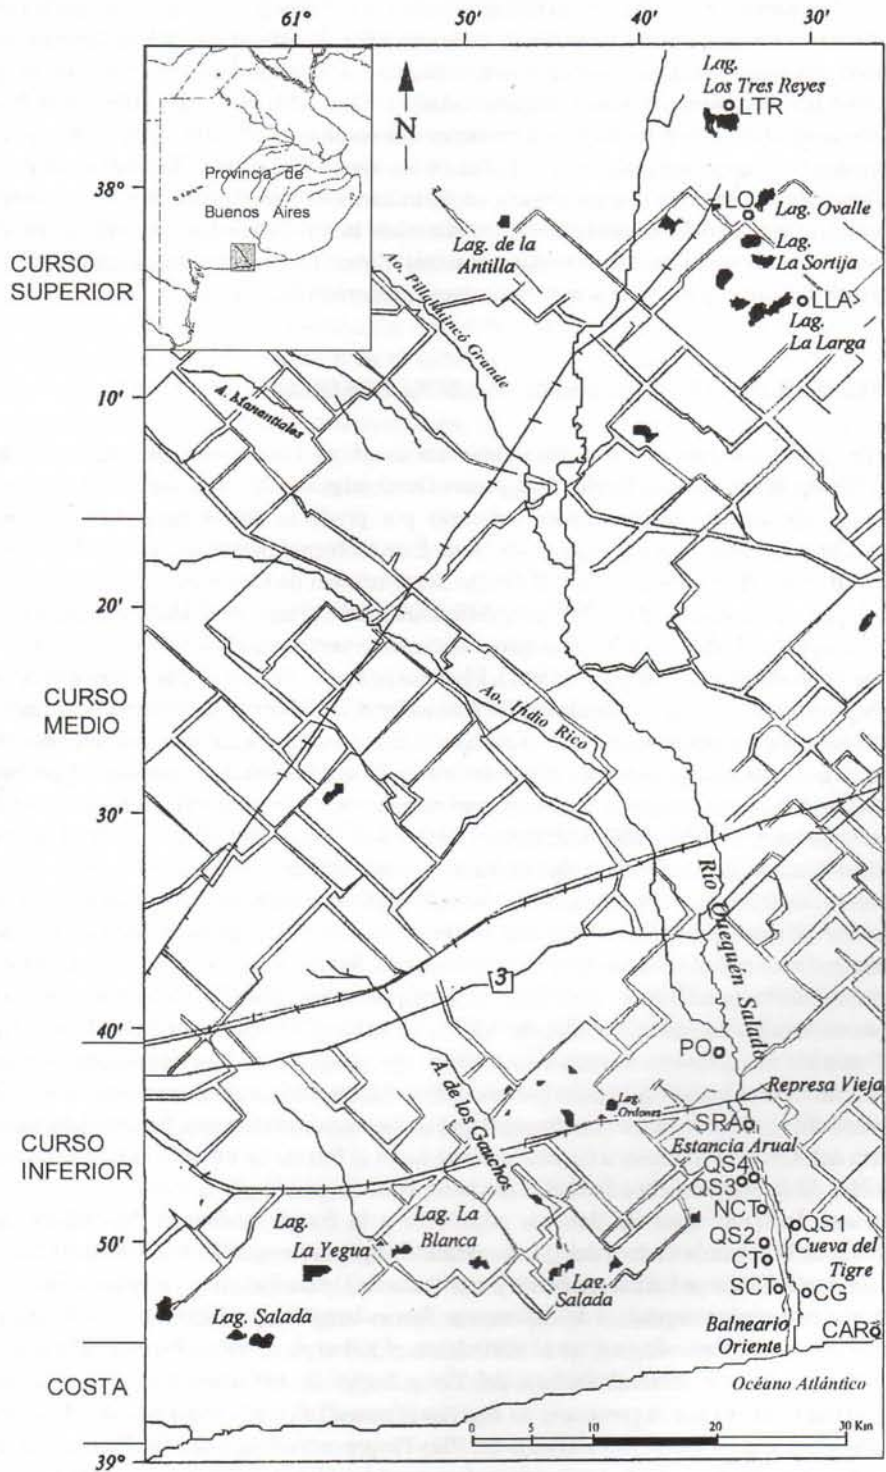 61° 50' 40' 30'
Lag.
Los Tres Reyes
LTR
N
Provincia de
Buenos Aires
38°
LO
Lag. Ovalle
Lag. de la
Antilla
Lag.
La Sortija
CURSO
SUPERIOR
Ao. Pillahuincó Grande
LLA
Lag.
La Larga
10'
A. Manantiales
20'
CURSO
MEDIO
Ao. Indio Rico
30'
Río Quequén Salado
3
40'
PO
A. de los Gauchos
Represa Vieja
Lag.
Ordones
SRA
CURSO
INFERIOR
Estancia Arual
QS4
QS3
NCT
Lag. La
Blanca
Lag.
La Yegua
QS1
QS2
50'
Cueva del
Tigre
CT
SCT
CG
Lag.
Salada
Lag. Salada
Balneario
Oriente
CAR
COSTA
Océano Atlántico
0 5 10 20 30 Km
39°